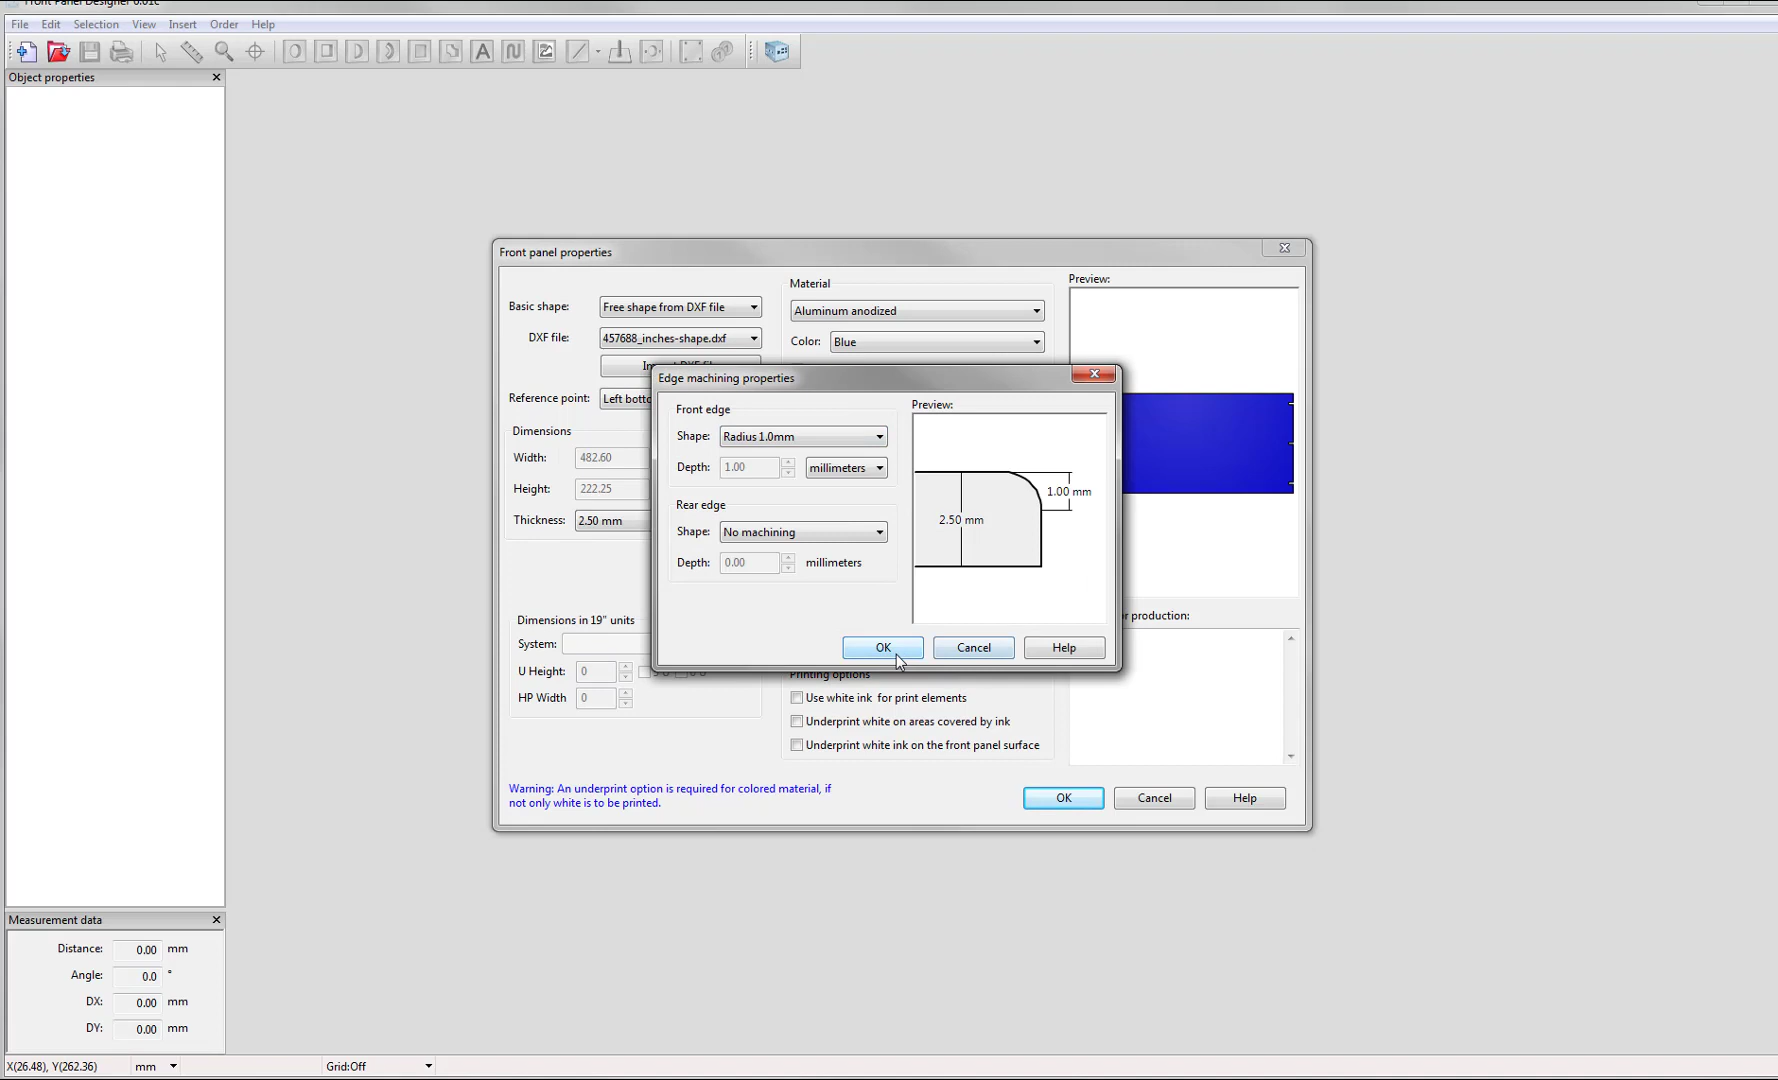 Front Panel Designer 6.01c
File Edit Selection View Insert Order Help
Object properties
Front panel properties
Basic shape: Free shape from DXF file
DXF file: 457688_inches-shape.dxf
Reference point: Left botto
Dimensions
Width: 482.60
Height: 222.25
Thickness: 2.50 mm
Dimensions in 19" units
System:
U Height: 0
HP Width 0
Material
Aluminum anodized
Color: Blue
Preview:
Edge machining properties
Front edge
Shape: Radius 1.0mm
Depth: 1.00 millimeters
Rear edge
Shape: No machining
Depth: 0.00 millimeters
Preview:
1.00 mm
2.50 mm
OK Cancel Help
r production:
Printing options
Use white ink for print elements
Underprint white on areas covered by ink
Underprint white ink on the front panel surface
Warning: An underprint option is required for colored material, if
not only white is to be printed.
OK Cancel Help
Measurement data
Distance: 0.00 mm
Angle: 0.0 °
DX: 0.00 mm
DY: 0.00 mm
X(26.48), Y(262.36) mm Grid:Off